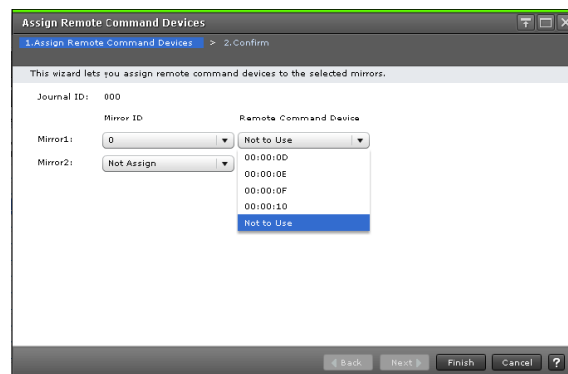 Assign Remote Command Devices
1.Assign Remote Command Devices > 2.Confirm
This wizard lets you assign remote command devices to the selected mirrors.
Journal ID: 000
Mirror ID Remote Command Device
Mirror1: 0 Not to Use
Mirror2: Not Assign
00:00:0D
00:00:0E
00:00:0F
00:00:10
Not to Use
Back Next Finish Cancel ?